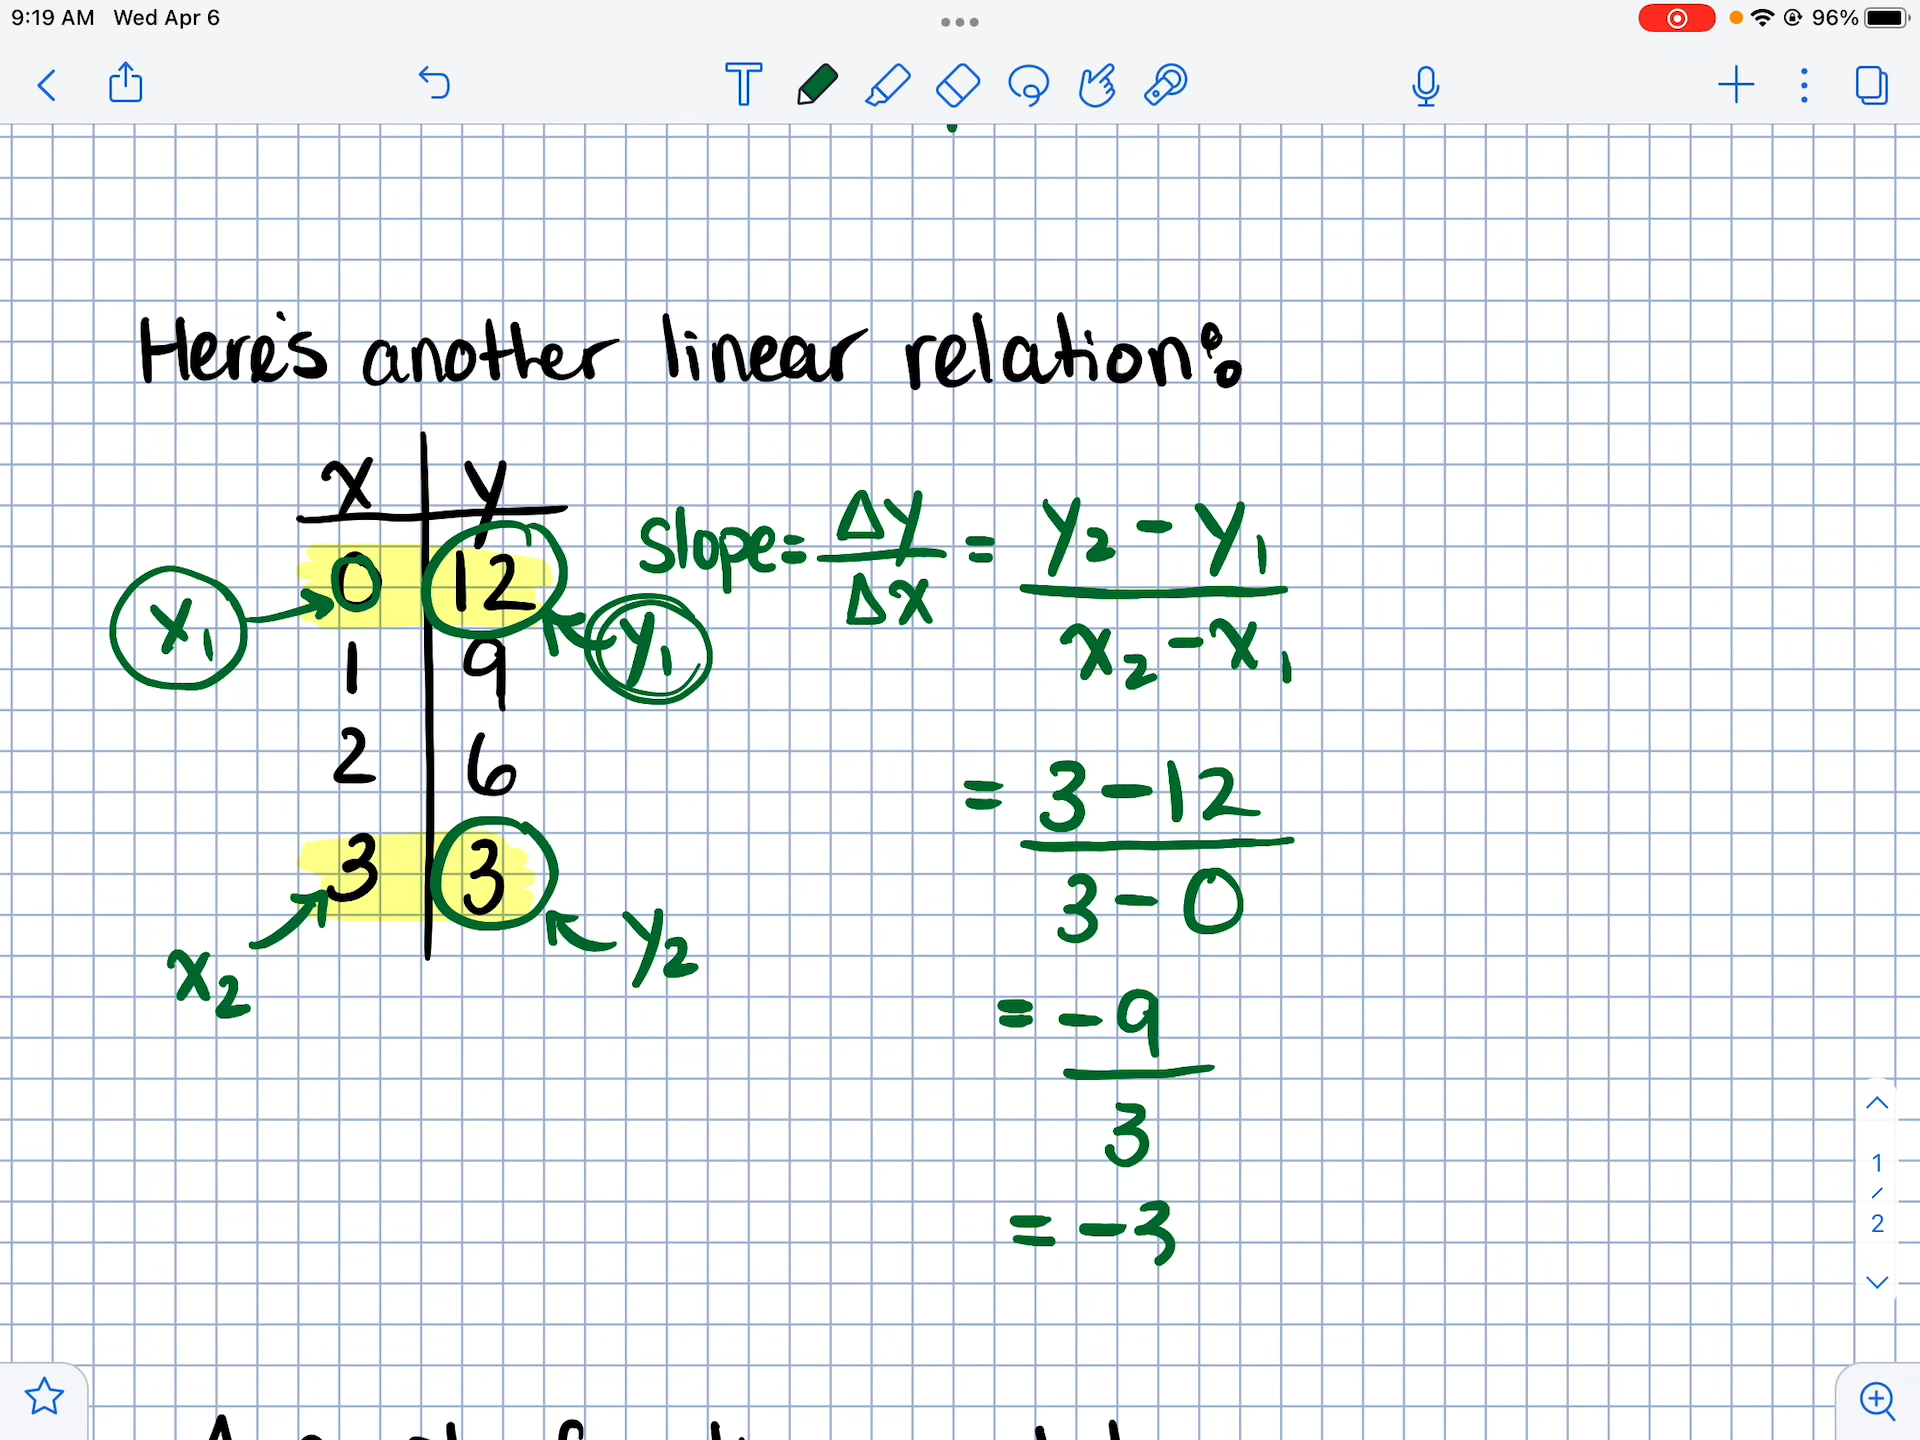 9:19 AM Wed Apr 6
96%
T
Here's another linear relation:
x y
0 12
1 9
2 6
3 3
x₁
y₁
x₂
y₂
slope = Δy/Δx = y₂ - y₁/x₂ - x₁
= 3 - 12/3 - 0
= -9/3
= -3
1
/
2